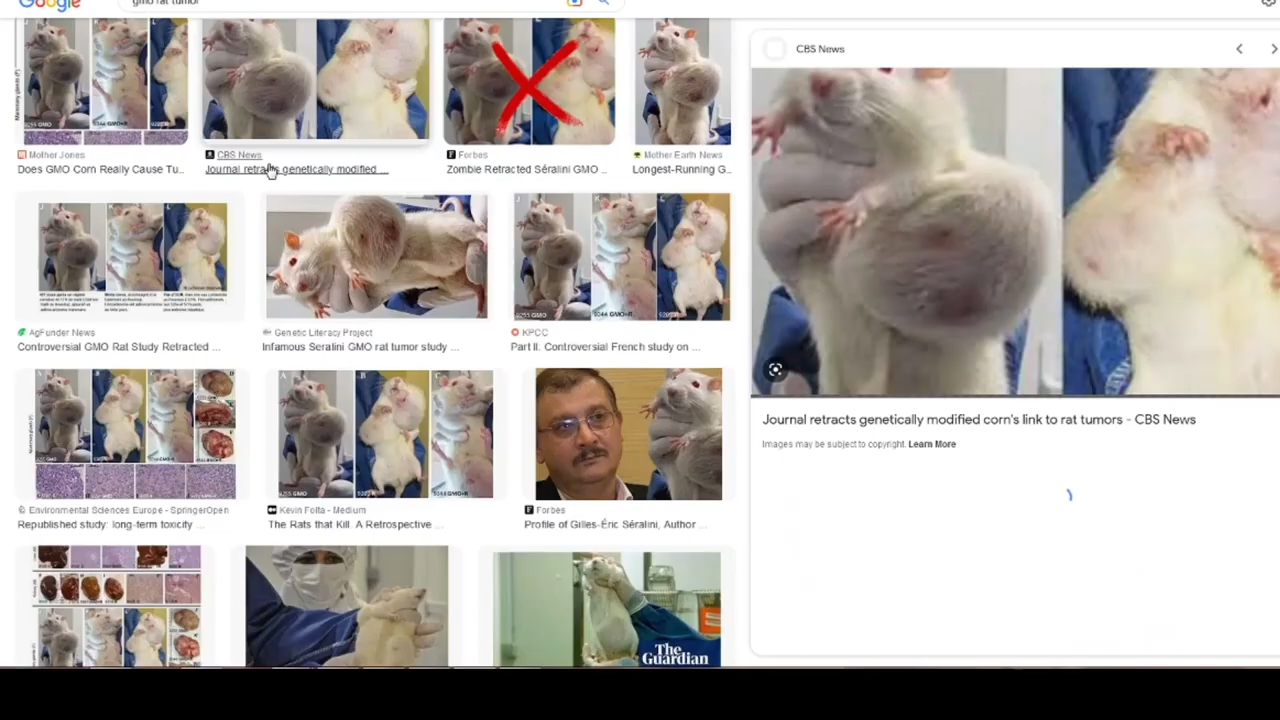 Google
gmo rat tumor
CBS News
Mother Jones
Does GMO Corn Really Cause Tu...
CBS News
Journal retracts genetically modified ...
Forbes
Zombie Retracted Séralini GMO ...
Mother Earth News
Longest-Running G...
AgFunder News
Controversial GMO Rat Study Retracted ...
Genetic Literacy Project
Infamous Seralini GMO rat tumor study ...
KPCC
Part II. Controversial French study on ...
Journal retracts genetically modified corn's link to rat tumors - CBS News
Images may be subject to copyright. Learn More
© Environmental Sciences Europe - SpringerOpen
Republished study: long-term toxicity ...
Kevin Folta - Medium
The Rats that Kill. A Retrospective ...
Forbes
Profile of Gilles-Éric Séralini, Author ...
The
Guardian